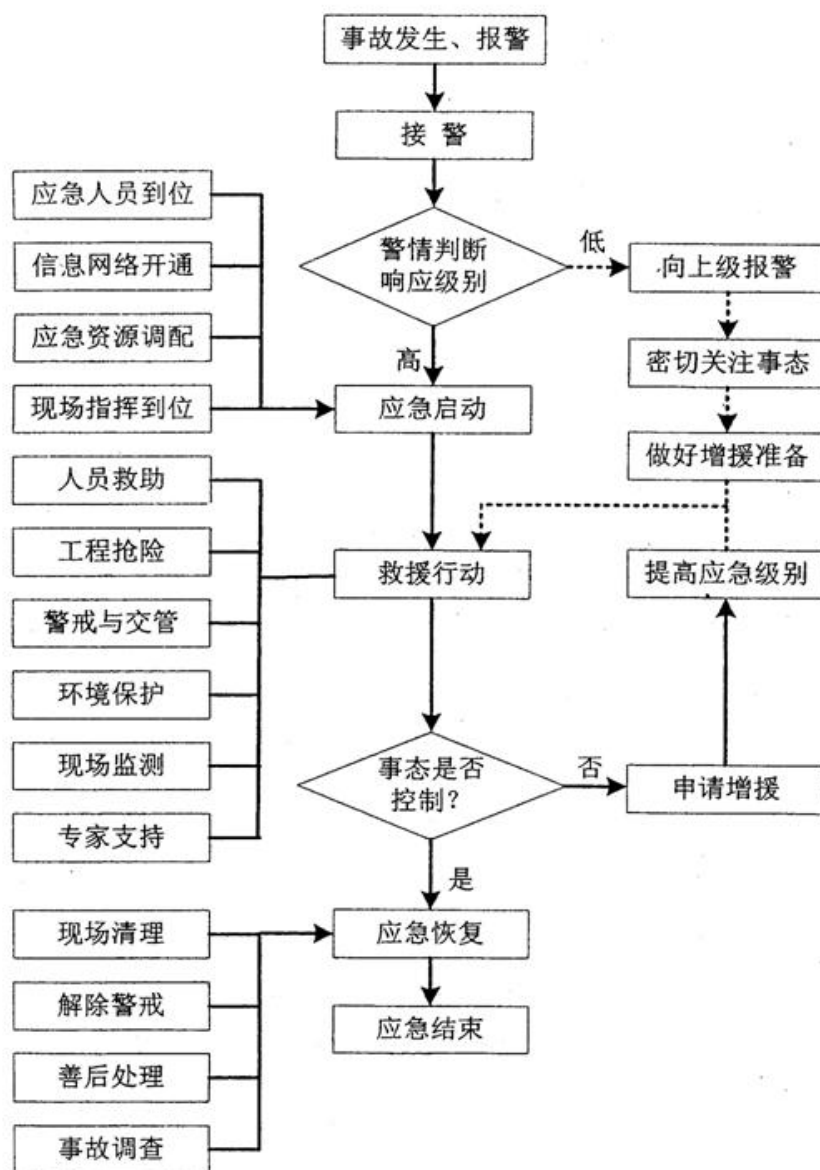 事故发生、报警
接 警
应急人员到位
信息网络开通
应急资源调配
现场指挥到位
警情判断
响应级别
低
向上级报警
密切关注事态
做好增援准备
高
应急启动
人员救助
工程抢险
警戒与交管
环境保护
现场监测
专家支持
救援行动
提高应急级别
事态是否
控制?
否
申请增援
是
现场清理
解除警戒
善后处理
事故调查
应急恢复
应急结束